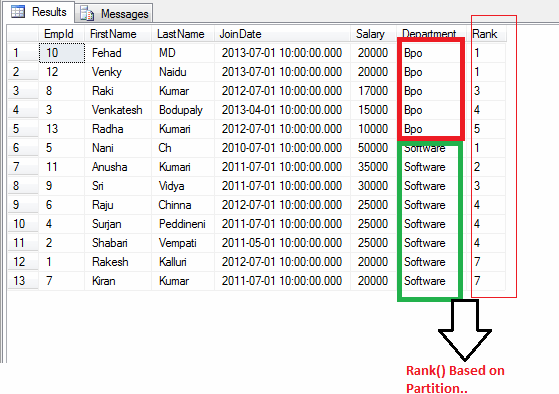 Results Messages
EmpId FirstName LastName JoinDate Salary Department Rank
1 10 Fehad MD 2013-07-01 10:00:00.000 20000 Bpo 1
2 12 Venky Naidu 2013-07-01 10:00:00.000 20000 Bpo 1
3 8 Raki Kumar 2012-07-01 10:00:00.000 17000 Bpo 3
4 3 Venkatesh Bodupaly 2013-04-01 10:00:00.000 15000 Bpo 4
5 13 Radha Kumari 2012-07-01 10:00:00.000 10000 Bpo 5
6 5 Nani Ch 2010-07-01 10:00:00.000 50000 Software 1
7 11 Anusha Kumari 2011-07-01 10:00:00.000 35000 Software 2
8 9 Sri Vidya 2011-07-01 10:00:00.000 30000 Software 3
9 6 Raju Chinna 2012-07-01 10:00:00.000 25000 Software 4
10 4 Surjan Peddineni 2011-07-01 10:00:00.000 25000 Software 4
11 2 Shabari Vempati 2011-05-01 10:00:00.000 25000 Software 4
12 1 Rakesh Kalluri 2012-07-01 10:00:00.000 20000 Software 7
13 7 Kiran Kumar 2011-07-01 10:00:00.000 20000 Software 7
Rank() Based on
Partition..